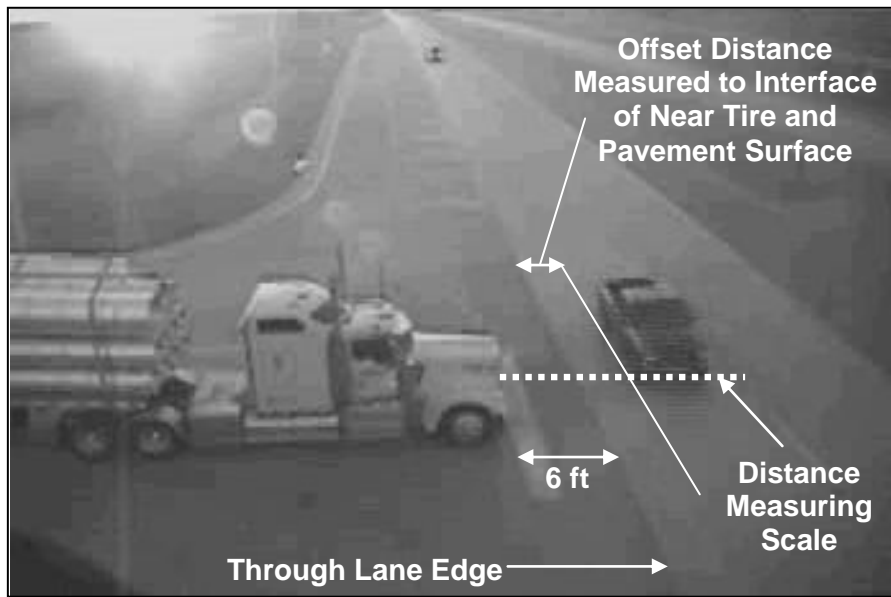 Offset Distance
Measured to Interface
of Near Tire and
Pavement Surface
6 ft
Distance
Measuring
Scale
Through Lane Edge